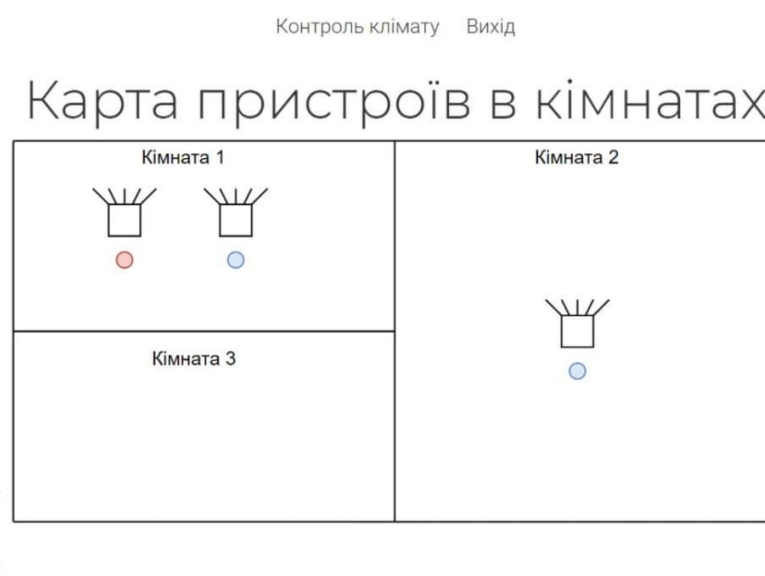 Контроль клімату Вихід
Карта пристроїв в кімнатах
Кімната 1
Кімната 2
Кімната 3